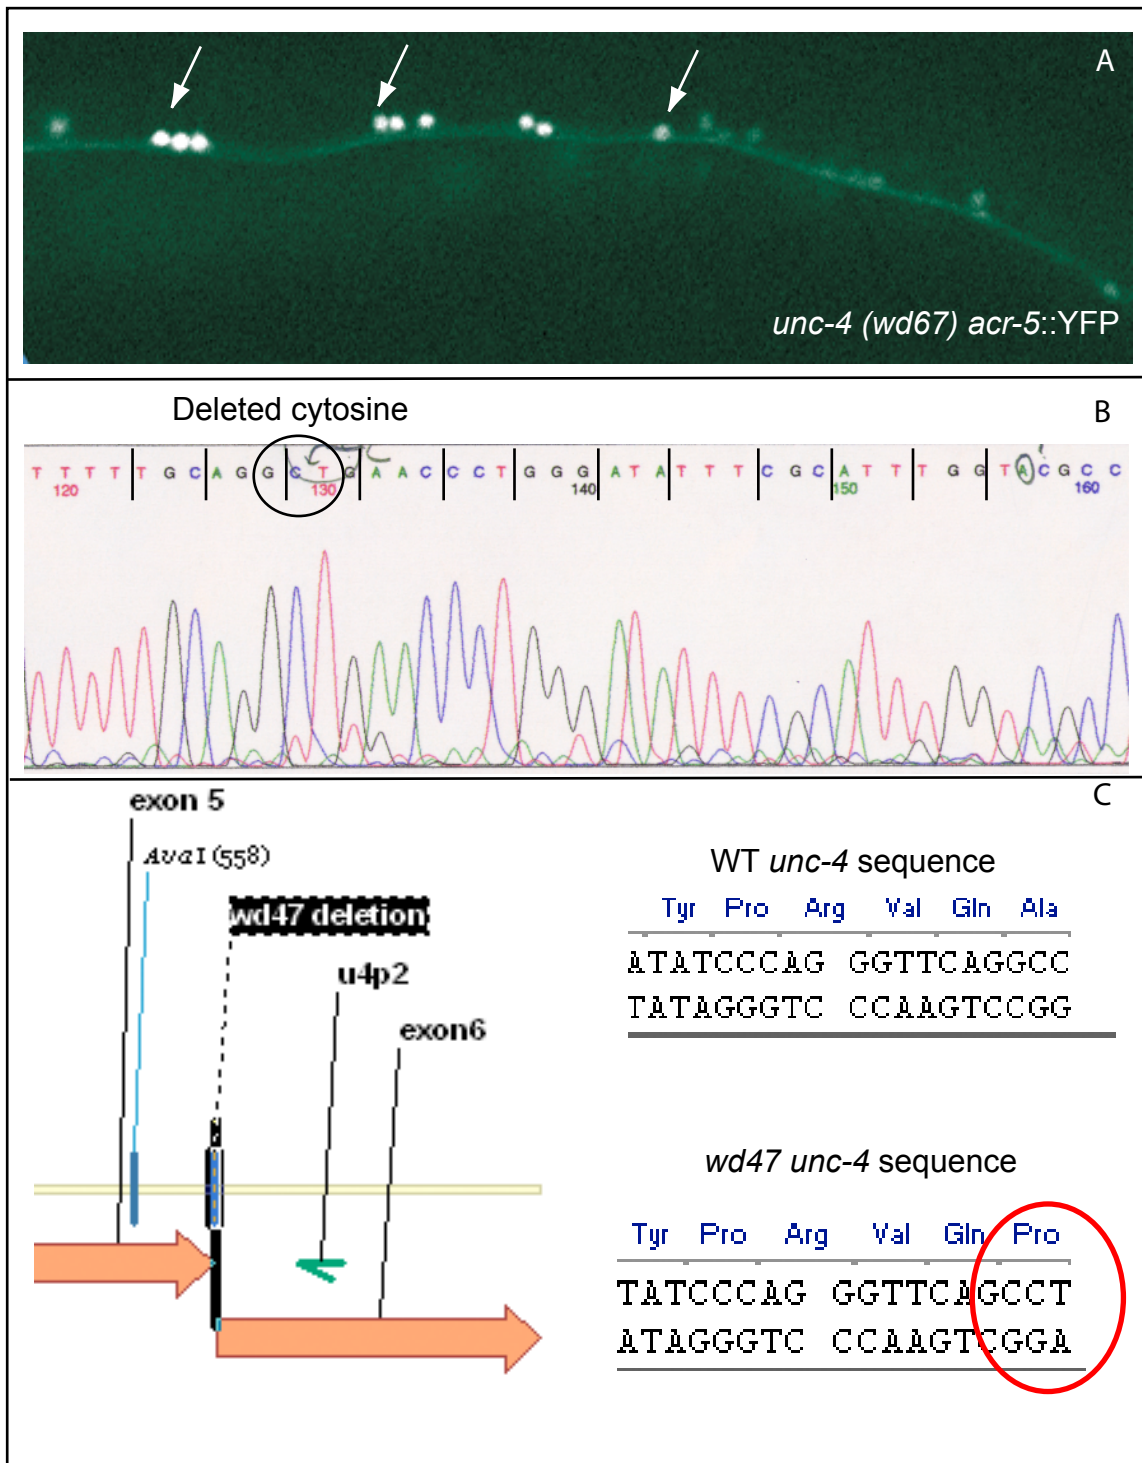 A
unc-4 (wd67) acr-5::YFP
Deleted cytosine
B
T T T T T G C A G G C T G A A C C C T G G G A T A T T T C G C A T T T G G T A C G C C
120 130 140 150 160
C
exon 5
AvaI (558)
wd47 deletion
u4p2
exon6
WT unc-4 sequence
Tyr Pro Arg Val Gln Ala
ATATCCCAG GGTTCAGGCC
TATAGGGTC CCAAGTCCGG
wd47 unc-4 sequence
Tyr Pro Arg Val Gln Pro
TATCCCAG GGTTCAGCCT
ATAGGGTC CCAAGTCGGA